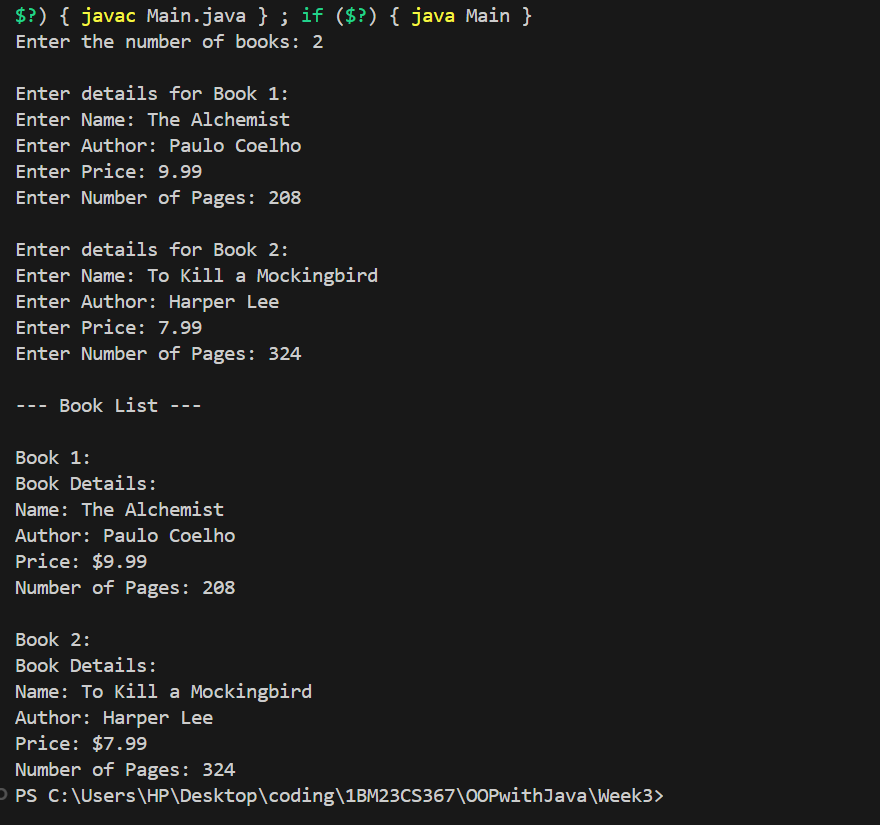 $?) { javac Main.java } ; if ($?) { java Main }
Enter the number of books: 2
Enter details for Book 1:
Enter Name: The Alchemist
Enter Author: Paulo Coelho
Enter Price: 9.99
Enter Number of Pages: 208
Enter details for Book 2:
Enter Name: To Kill a Mockingbird
Enter Author: Harper Lee
Enter Price: 7.99
Enter Number of Pages: 324
--- Book List ---
Book 1:
Book Details:
Name: The Alchemist
Author: Paulo Coelho
Price: $9.99
Number of Pages: 208
Book 2:
Book Details:
Name: To Kill a Mockingbird
Author: Harper Lee
Price: $7.99
Number of Pages: 324
PS C:\Users\HP\Desktop\coding\1BM23CS367\OOPwithJava\Week3>